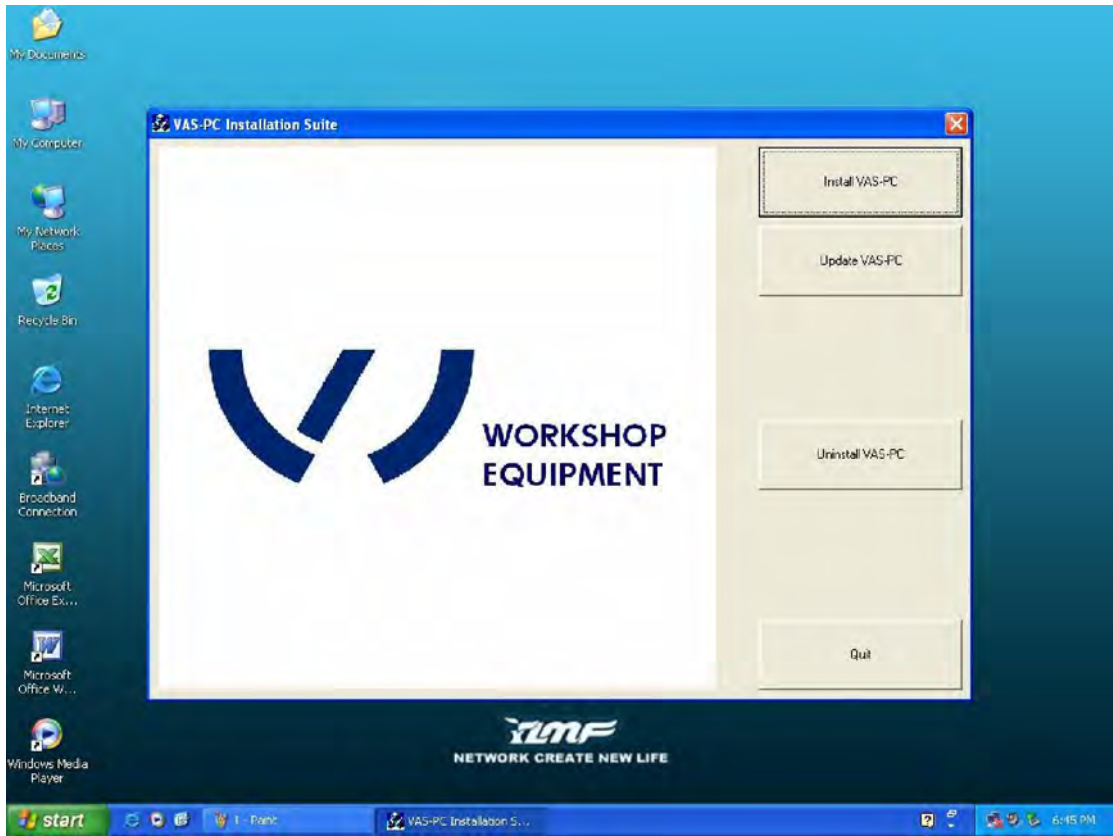 My Documents
My Computer
My Network
Places
Recycle Bin
Internet
Explorer
Broadband
Connection
Microsoft
Office Ex...
Microsoft
Office W...
Windows Media
Player
VAS-PC Installation Suite
Install VAS-PC
Update VAS-PC
WORKSHOP
EQUIPMENT
Uninstall VAS-PC
Quit
NETWORK CREATE NEW LIFE
start
1 - Paint
VAS-PC Installation S...
6:45 PM